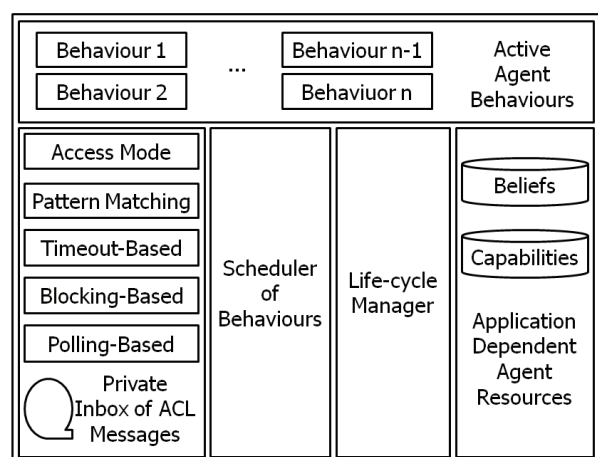 Behaviour 1
Behaviour 2
...
Behaviour n-1
Behaviuor n
Active
Agent
Behaviours
Access Mode
Pattern Matching
Timeout-Based
Blocking-Based
Polling-Based
Private
Inbox of ACL
Messages
Scheduler
of
Behaviours
Life-cycle
Manager
Beliefs
Capabilities
Application
Dependent
Agent
Resources